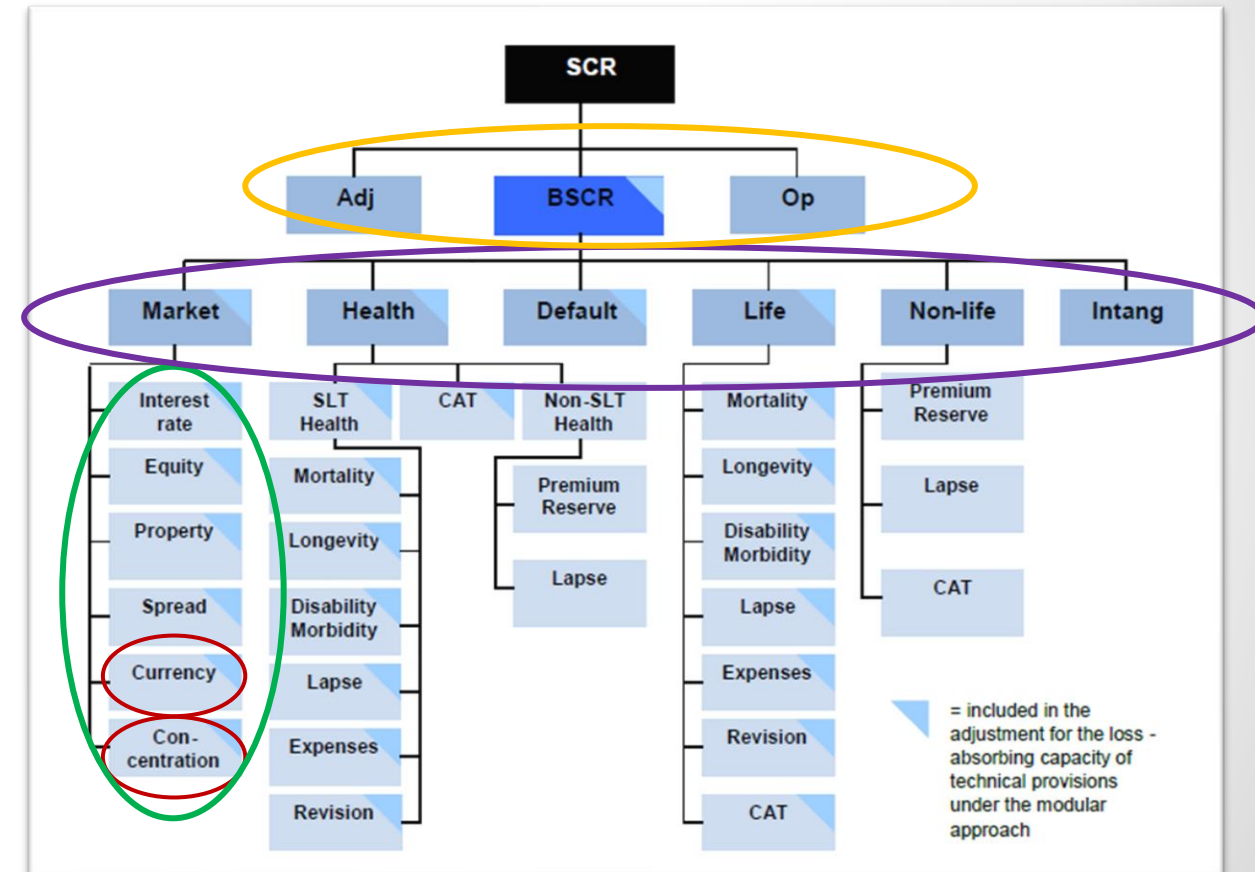 SCR
Adj
BSCR
Op
Market
Health
Default
Life
Non-life
Intang
Interest
rate
Equity
Property
Spread
Currency
Con-
centration
SLT
Health
CAT
Non-SLT
Health
Mortality
Longevity
Disability
Morbidity
Lapse
Expenses
Revision
Premium
Reserve
Lapse
Mortality
Longevity
Disability
Morbidity
Lapse
Expenses
Revision
CAT
Premium
Reserve
Lapse
CAT
= included in the
adjustment for the loss -
absorbing capacity of
technical provisions
under the modular
approach